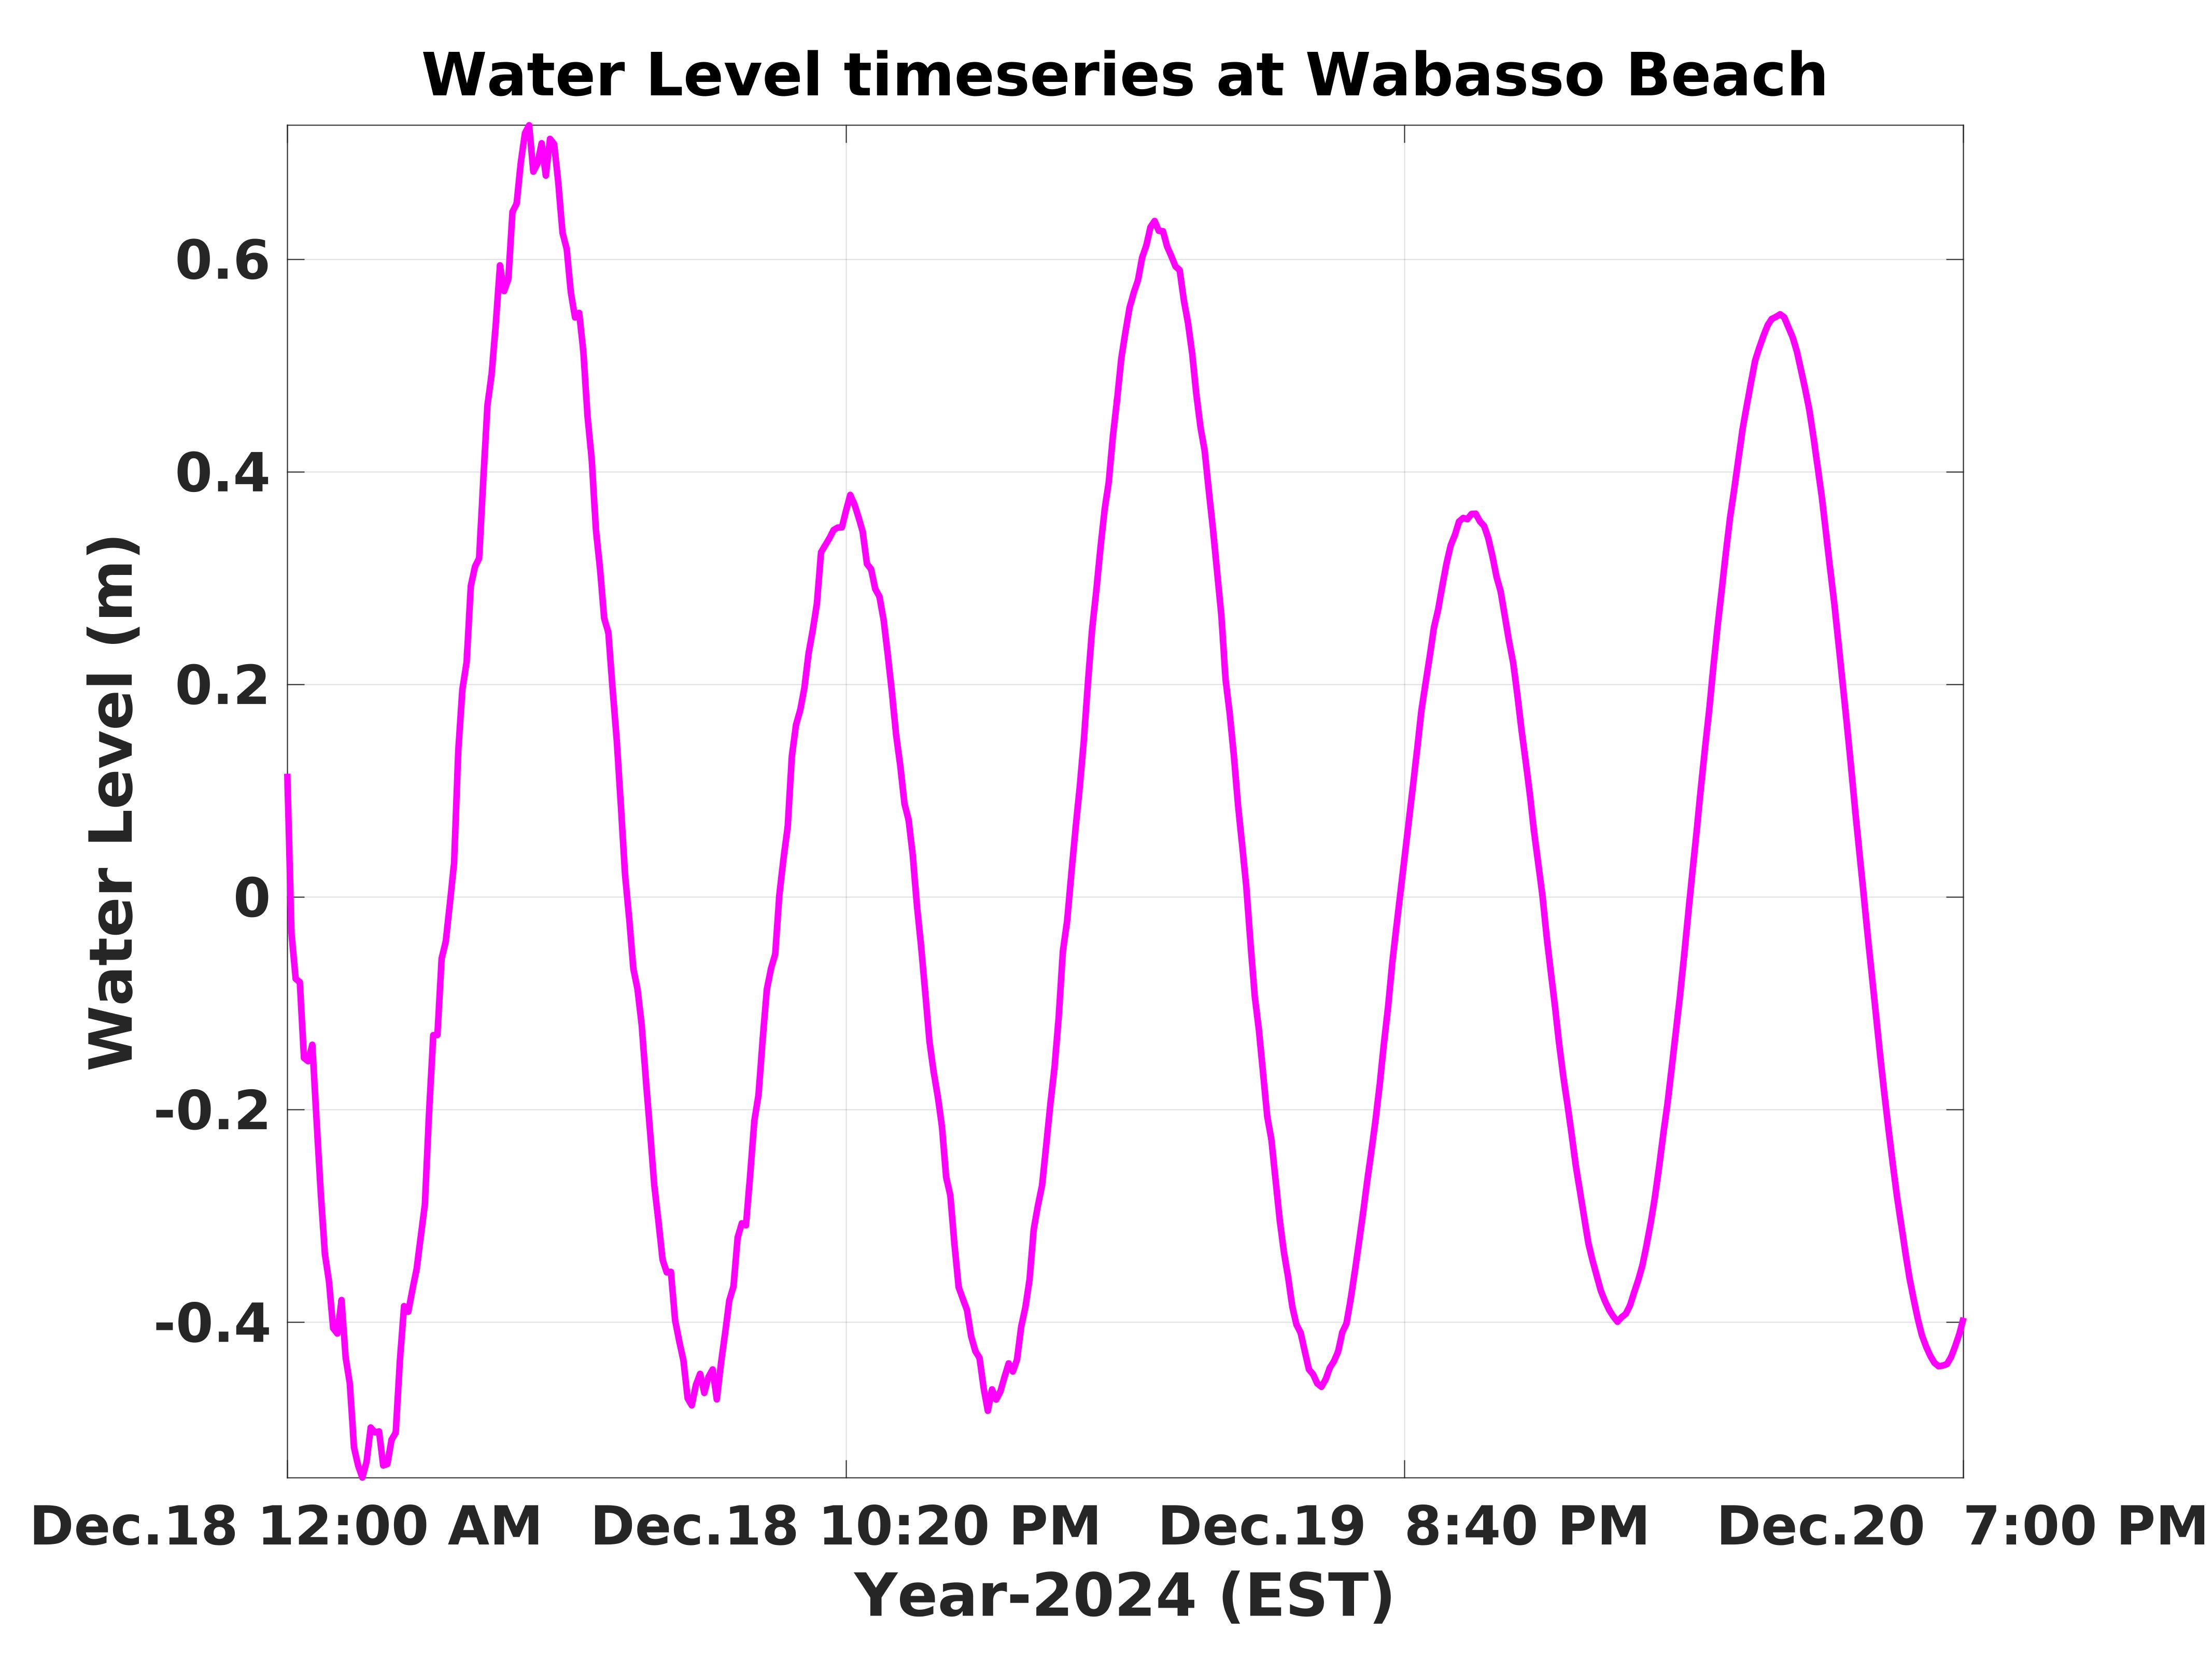 Water Level timeseries at Wabasso Beach
Water Level (m)
0.6
0.4
0.2
0
-0.2
-0.4
Dec.18 12:00 AM Dec.18 10:20 PM Dec.19 8:40 PM Dec.20 7:00 PM
Year-2024 (EST)